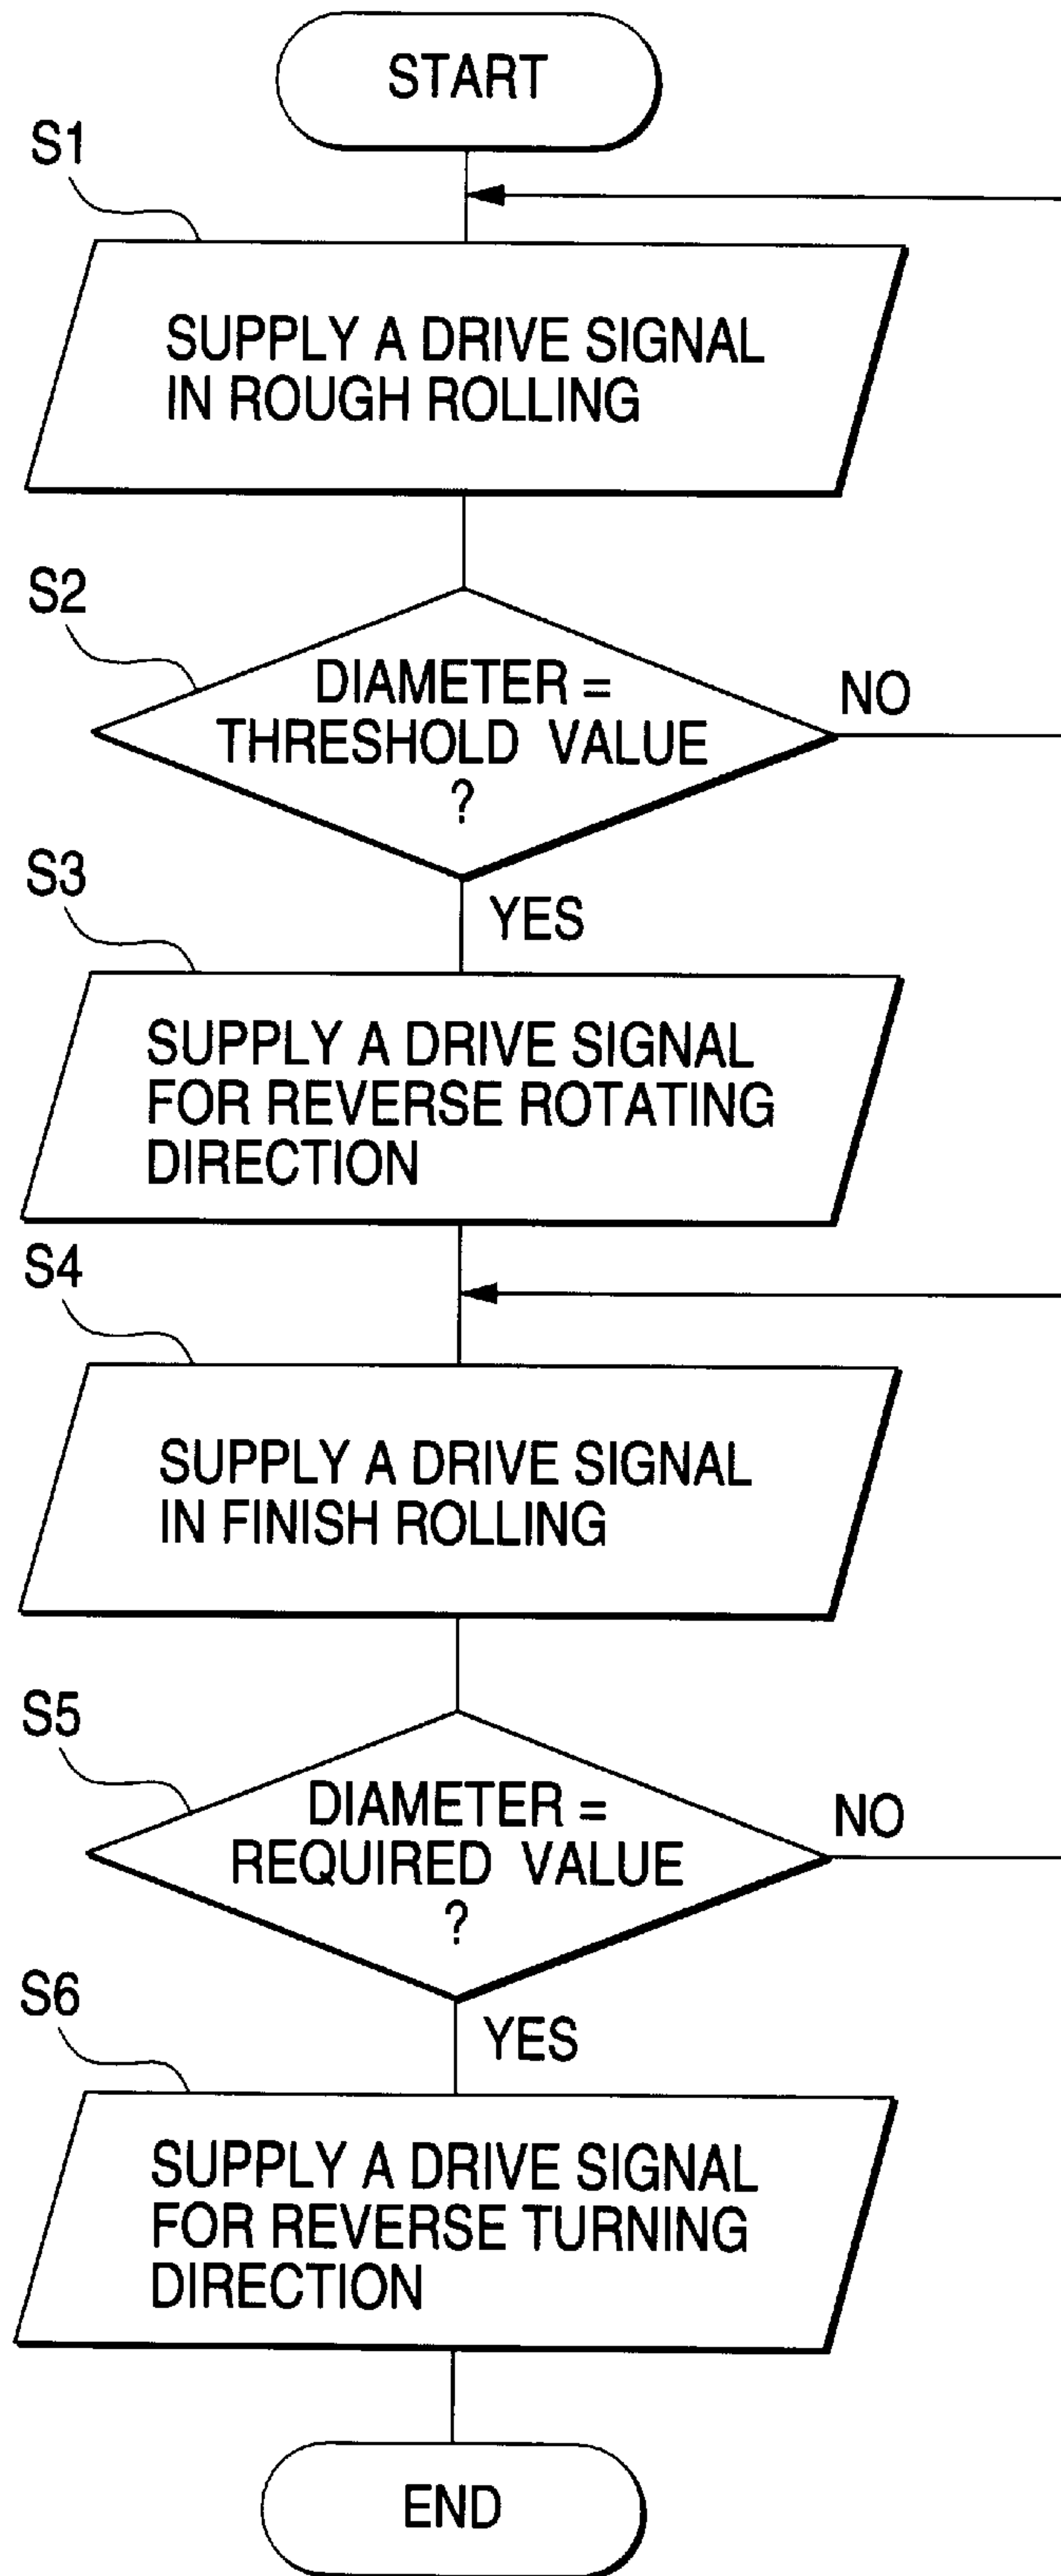 START
S1
SUPPLY A DRIVE SIGNAL
IN ROUGH ROLLING
S2
DIAMETER =
THRESHOLD VALUE
?
NO
YES
S3
SUPPLY A DRIVE SIGNAL
FOR REVERSE ROTATING
DIRECTION
S4
SUPPLY A DRIVE SIGNAL
IN FINISH ROLLING
S5
DIAMETER =
REQUIRED VALUE
?
NO
YES
S6
SUPPLY A DRIVE SIGNAL
FOR REVERSE TURNING
DIRECTION
END